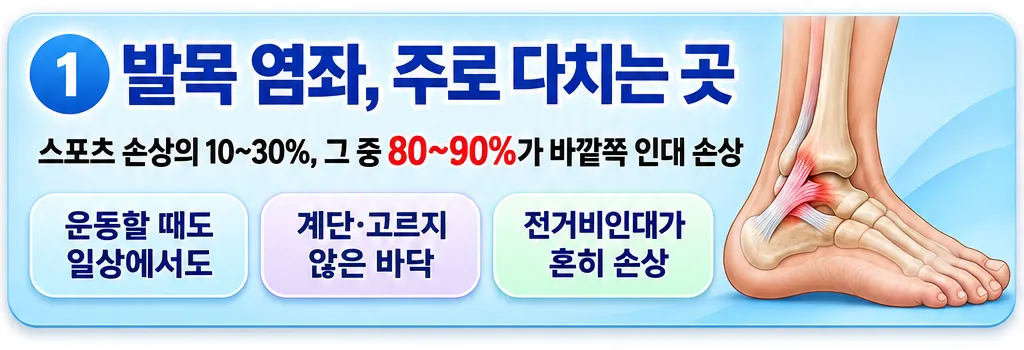 1 발목 염좌, 주로 다치는 곳
스포츠 손상의 10~30%, 그 중 80~90%가 바깥쪽 인대 손상
운동할 때도
일상에서도
계단·고르지
않은 바닥
전거비인대가
혼히 손상